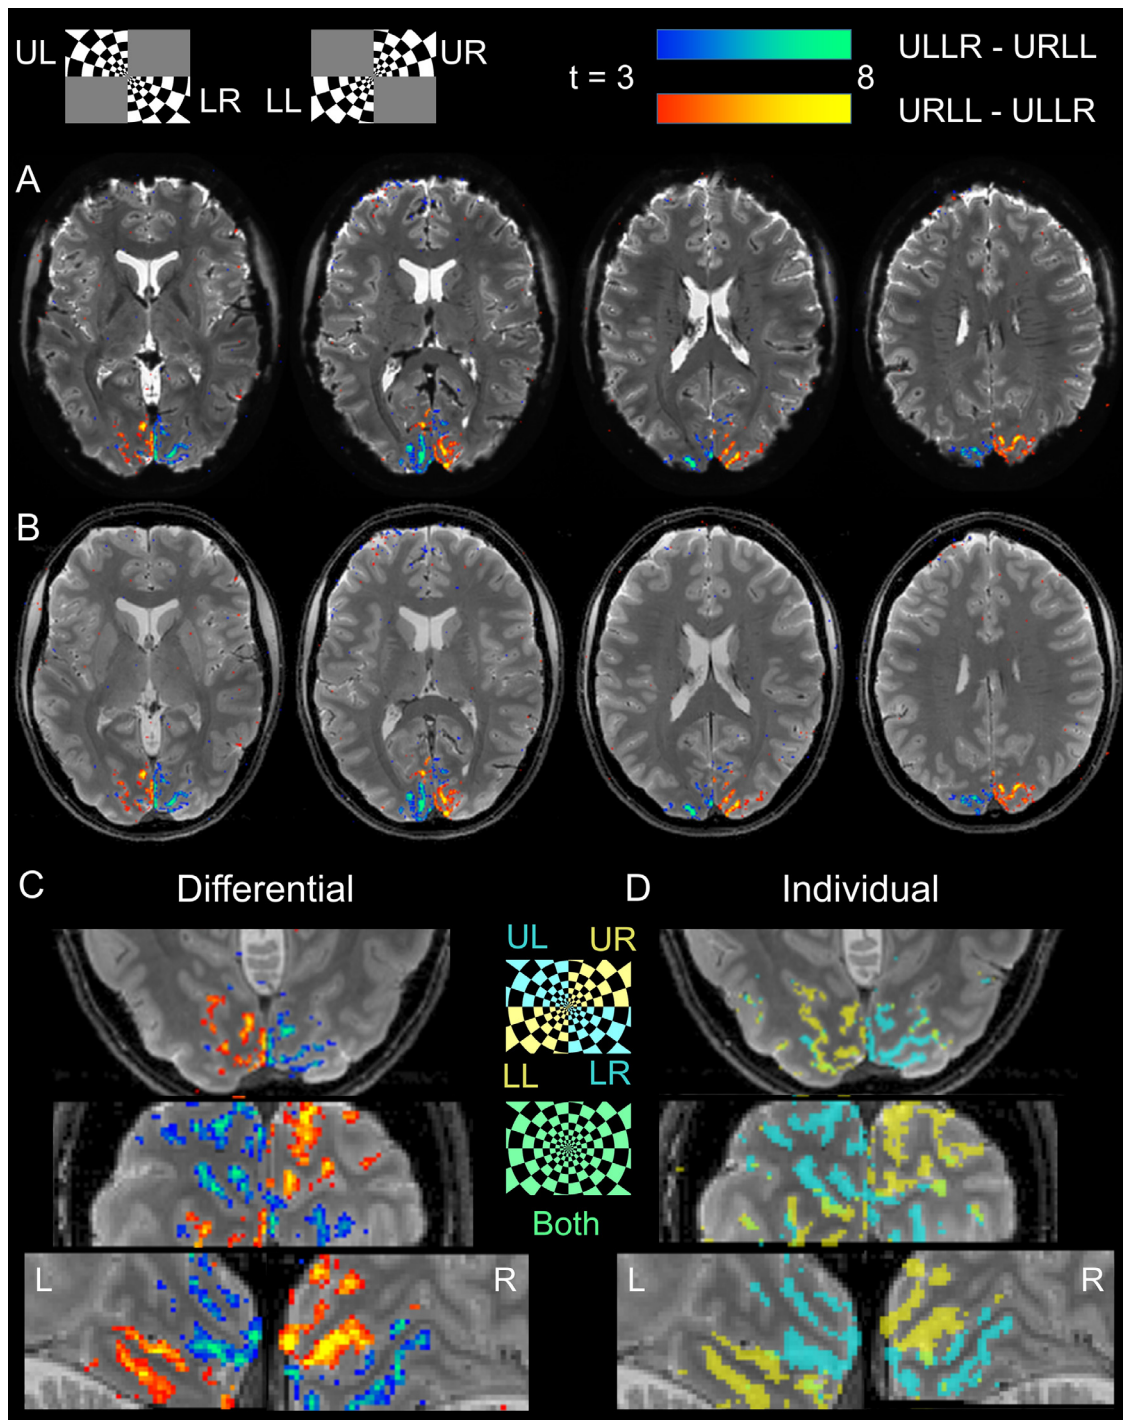 UL UR ULLR - URLL
t = 3 8
LR LL URLL - ULLR
A
B
C Differential D Individual
UL UR
LL LR
Both
L R L R